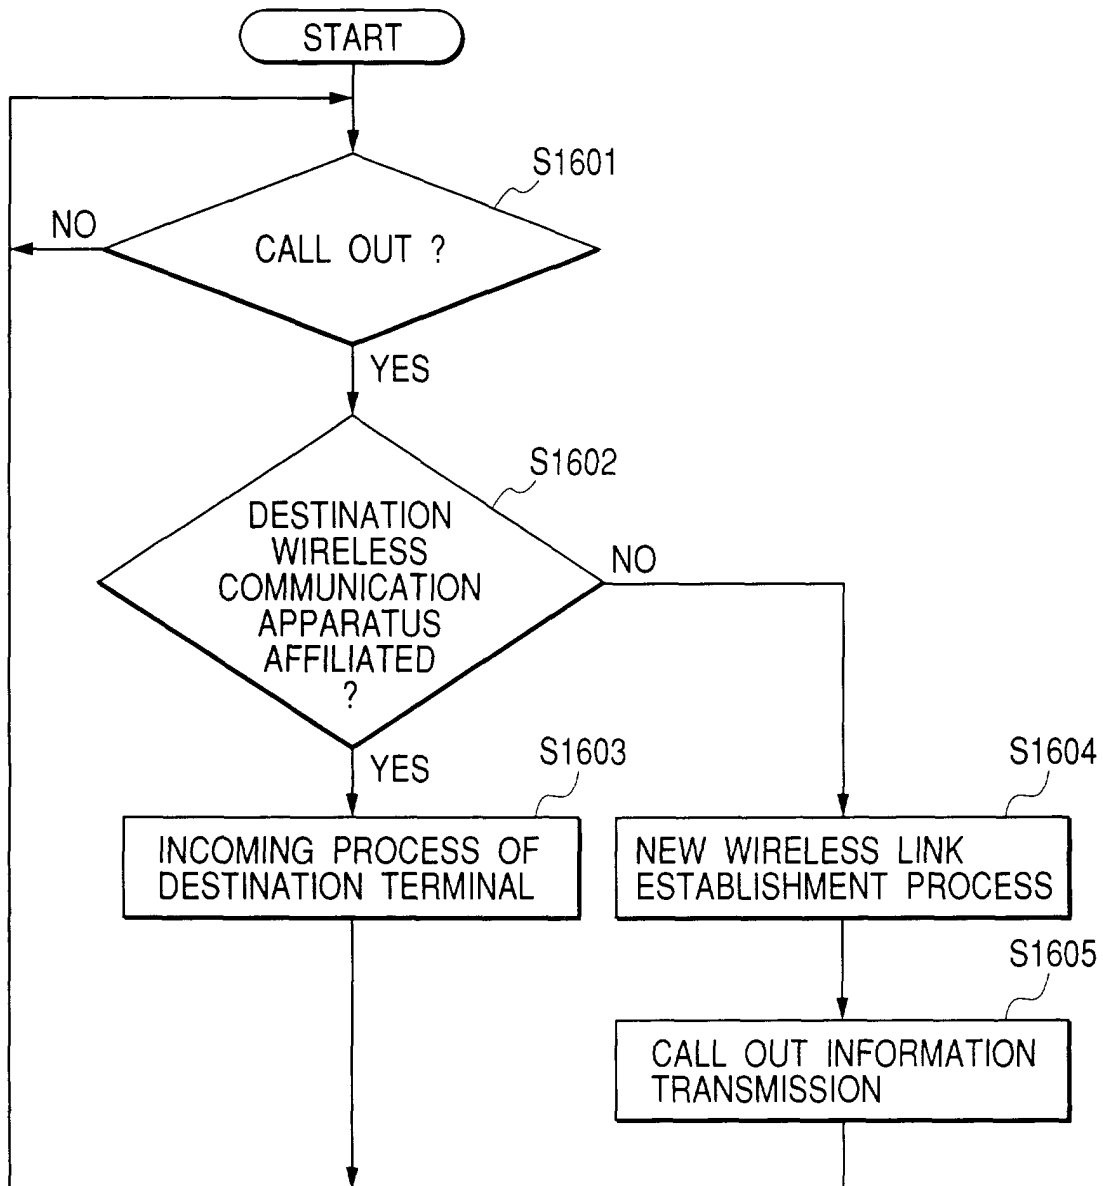 START
S1601
NO
CALL OUT ?
YES
S1602
DESTINATION
WIRELESS
COMMUNICATION
APPARATUS
AFFILIATED
?
NO
YES
S1603
INCOMING PROCESS OF
DESTINATION TERMINAL
S1604
NEW WIRELESS LINK
ESTABLISHMENT PROCESS
S1605
CALL OUT INFORMATION
TRANSMISSION